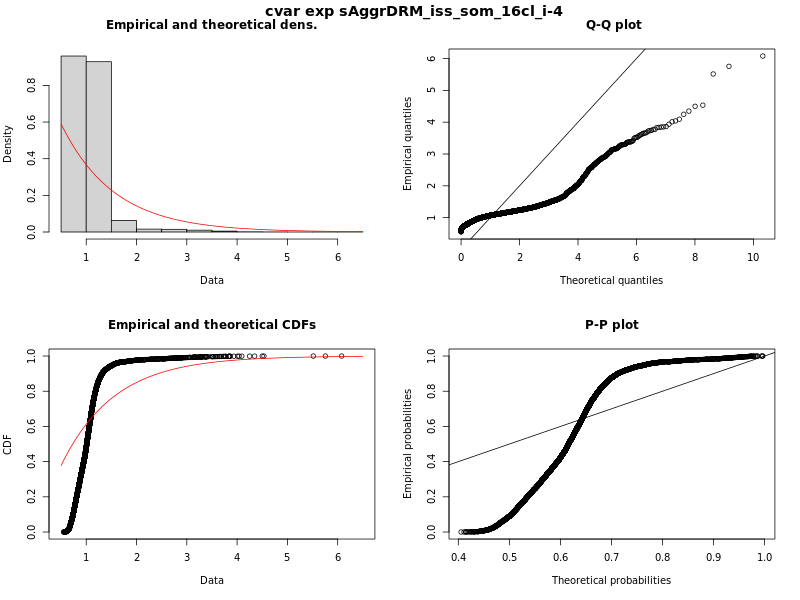 cvar exp sAggrDRM_iss_som_16cl_i-4
Empirical and theoretical dens.
Density
0.0 0.2 0.4 0.6 0.8
1 2 3 4 5 6
Data
Q-Q plot
Empirical quantiles
1 2 3 4 5 6
0 2 4 6 8 10
Theoretical quantiles
Empirical and theoretical CDFs
CDF
0.0 0.2 0.4 0.6 0.8 1.0
1 2 3 4 5 6
Data
P-P plot
Empirical probabilities
0.0 0.2 0.4 0.6 0.8 1.0
0.4 0.5 0.6 0.7 0.8 0.9 1.0
Theoretical probabilities